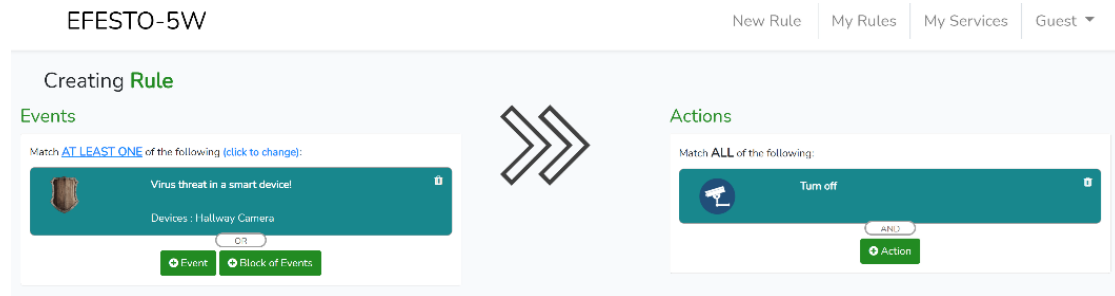 EFESTO-5W
New Rule
My Rules
My Services
Guest
Creating Rule
Events
Match AT LEAST ONE of the following (click to change):
Virus threat in a smart device!
Devices : Hallway Camera
OR
Event
Block of Events
Actions
Match ALL of the following:
Turn off
AND
Action